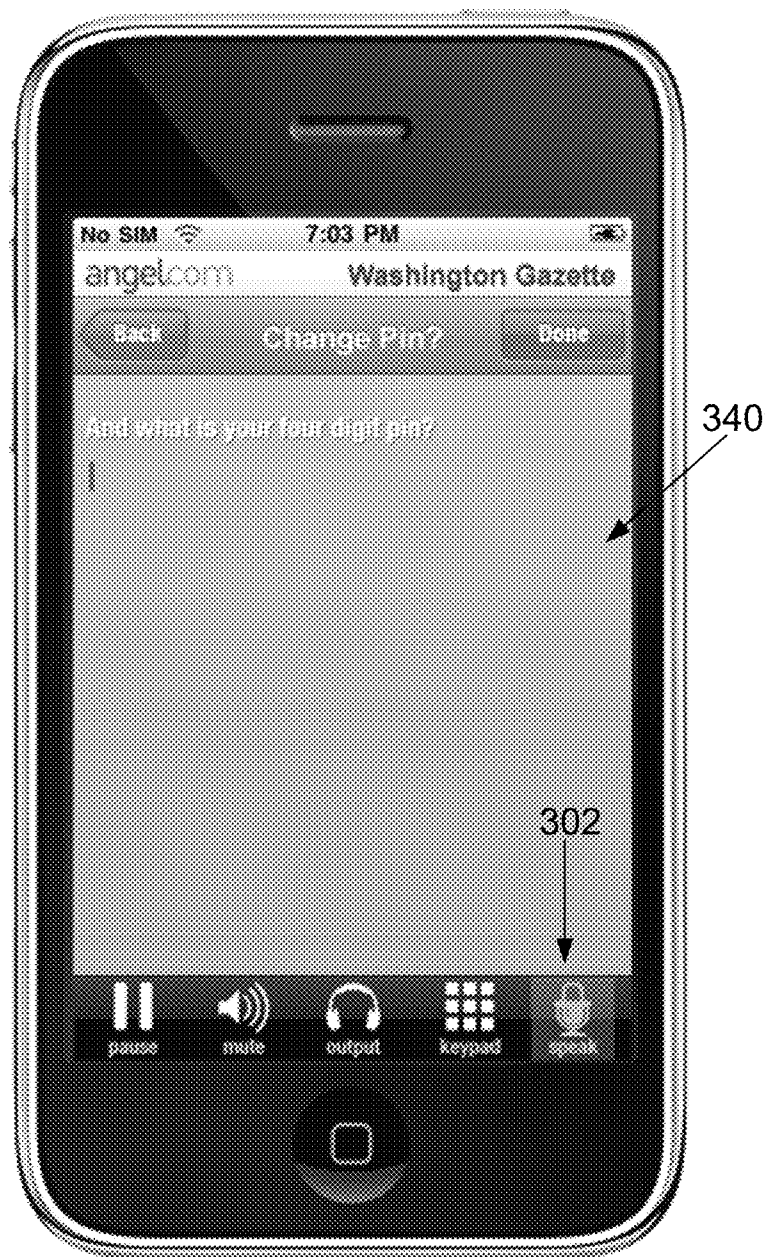 No SIM 7:03 PM
angel.com Washington Gazette
Back Change Pin? Done
And what is your four digit pin?
340
302
pause mute output keypad speak